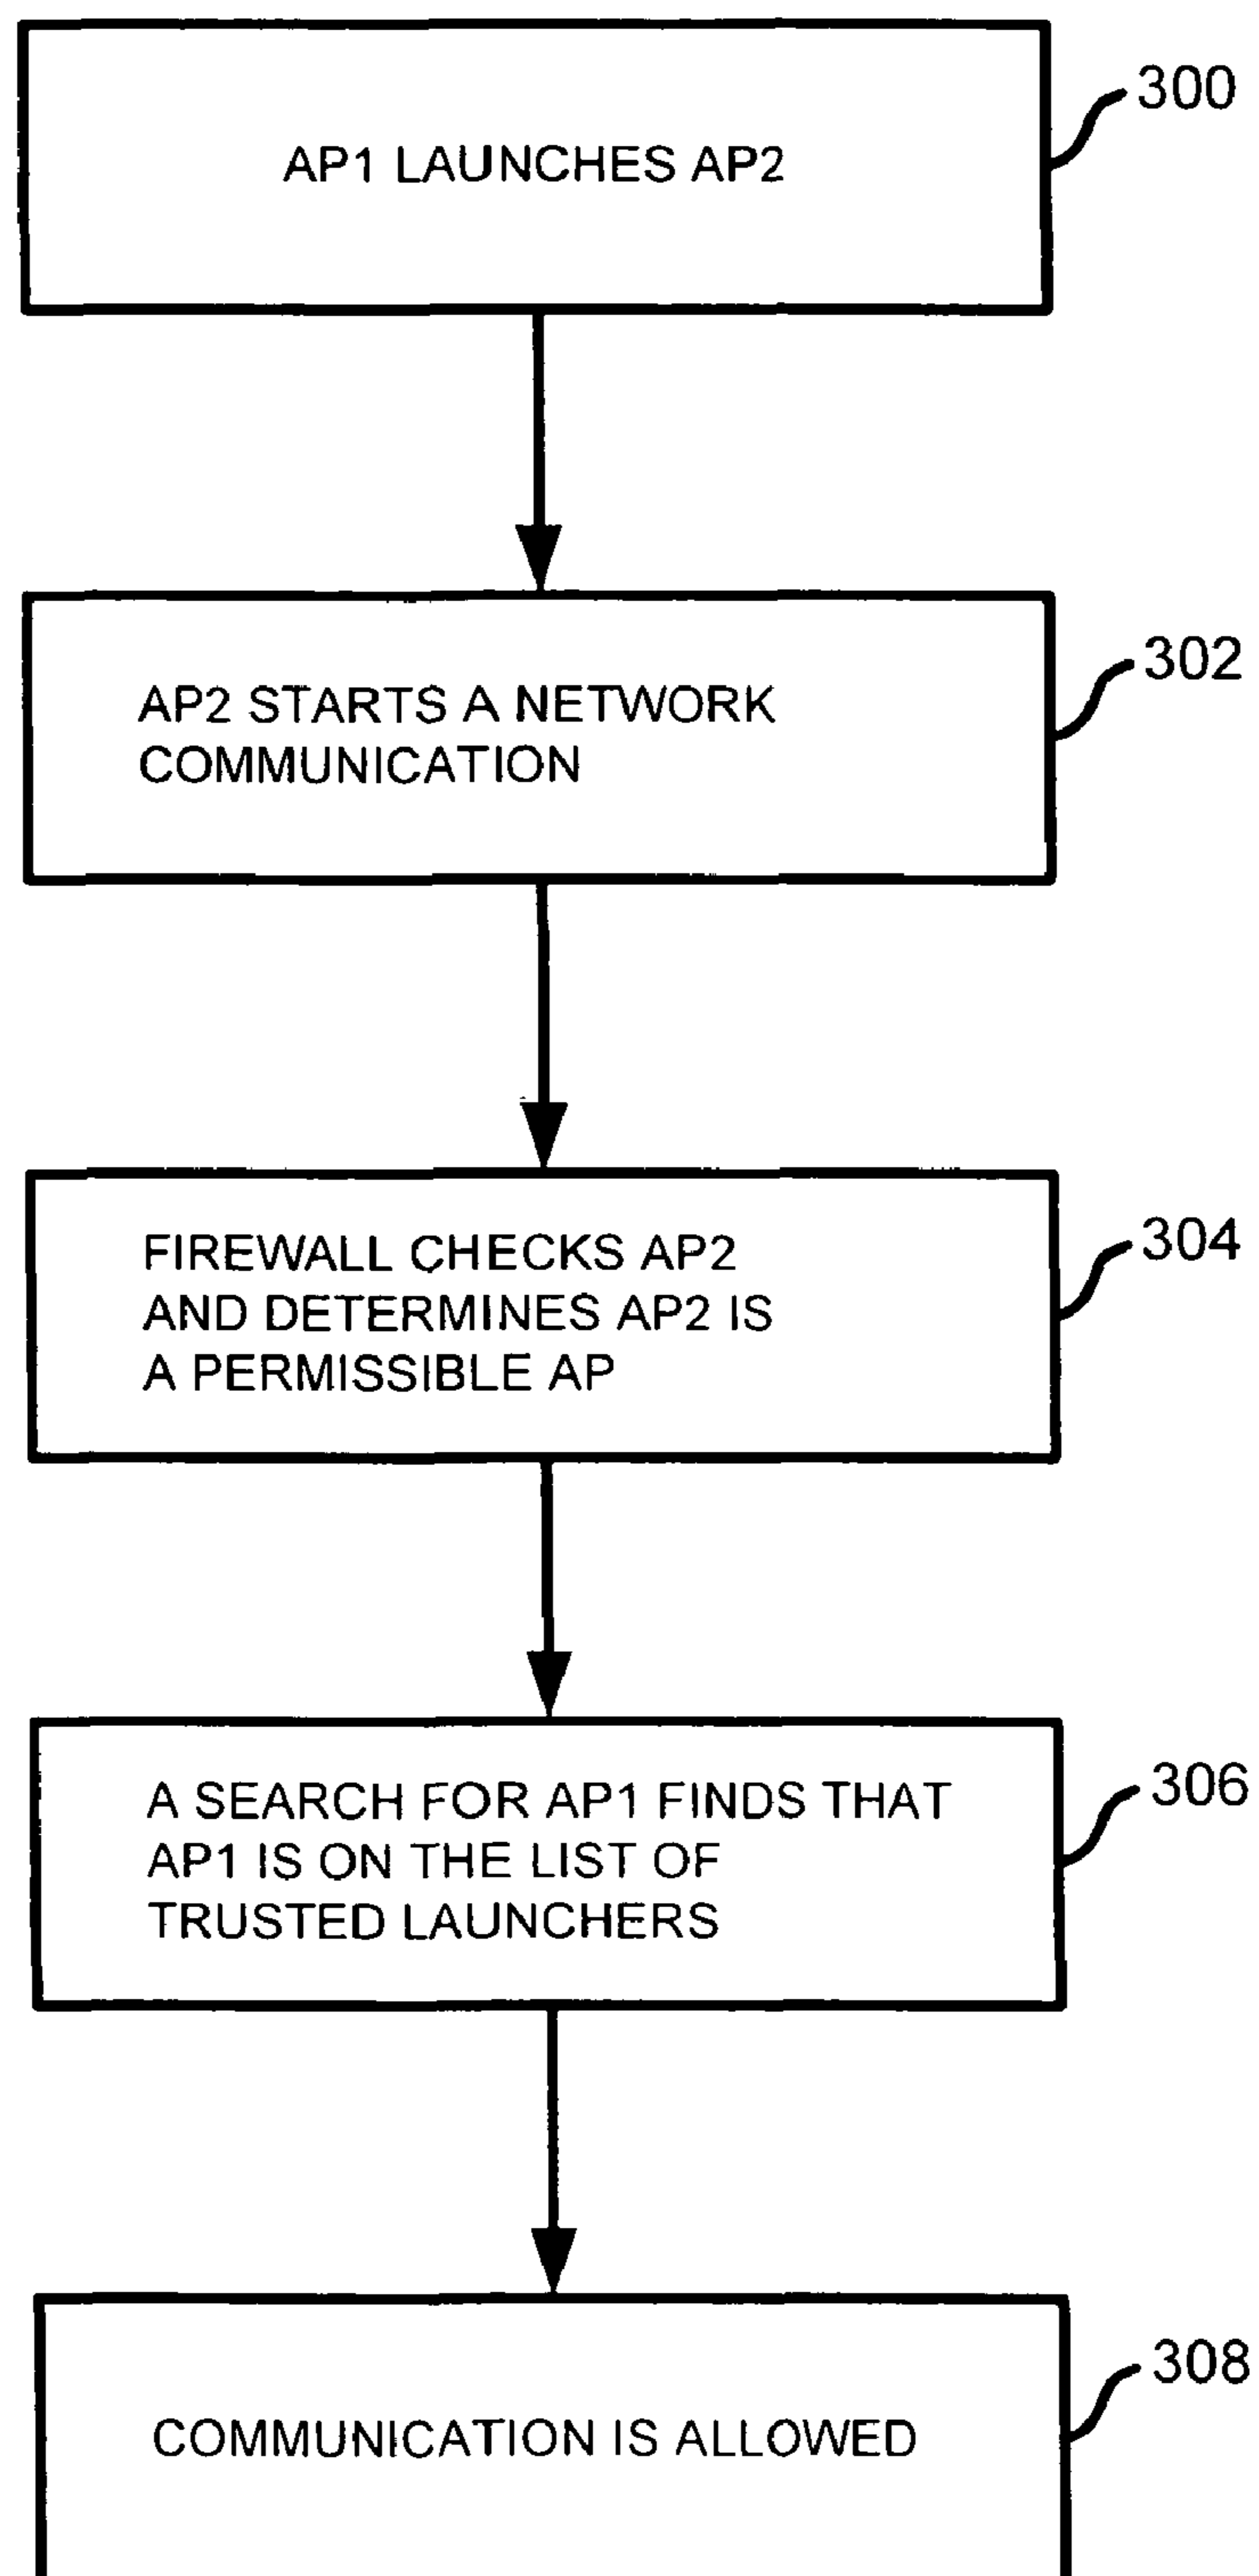 300
AP1 LAUNCHES AP2
302
AP2 STARTS A NETWORK
COMMUNICATION
304
FIREWALL CHECKS AP2
AND DETERMINES AP2 IS
A PERMISSIBLE AP
306
A SEARCH FOR AP1 FINDS THAT
AP1 IS ON THE LIST OF
TRUSTED LAUNCHERS
308
COMMUNICATION IS ALLOWED